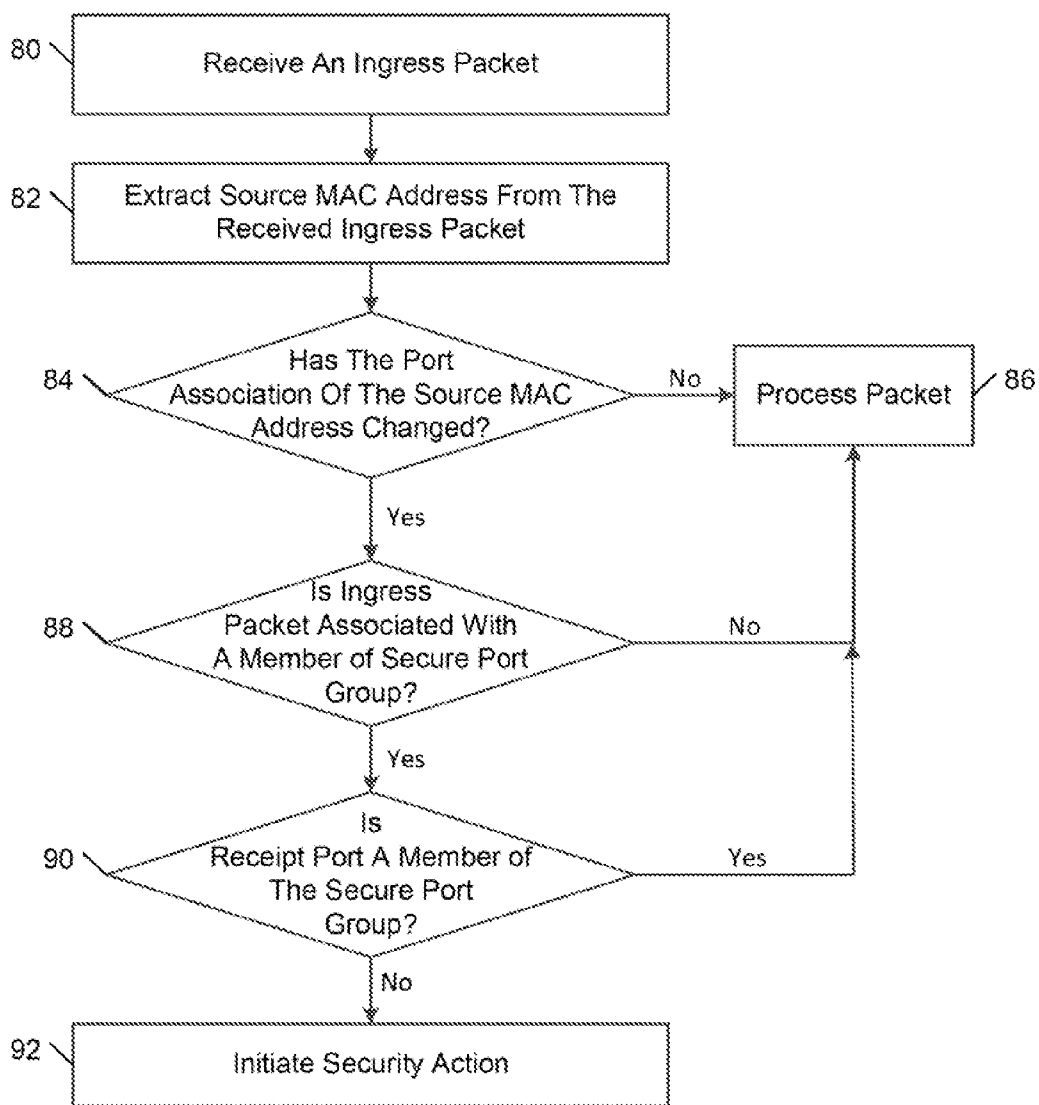 80
Receive An Ingress Packet
82
Extract Source MAC Address From The
Received Ingress Packet
84
Has The Port
Association Of The Source MAC
Address Changed?
No
Process Packet
86
Yes
88
Is Ingress
Packet Associated With
A Member of Secure Port
Group?
No
Yes
90
Is
Receipt Port A Member of
The Secure Port
Group?
Yes
No
92
Initiate Security Action